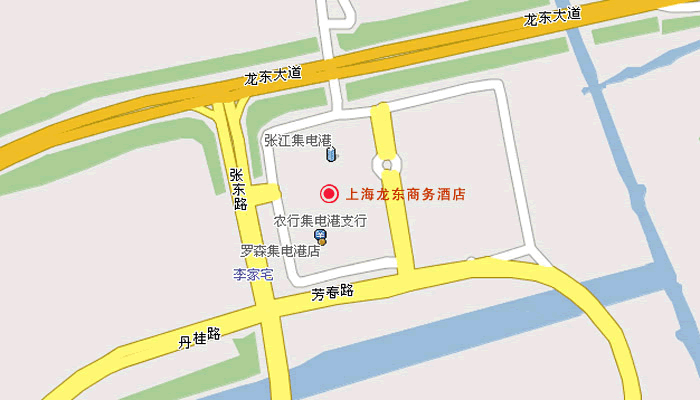 龙东大道
龙东大道
张江集电港
张东路
上海龙东商务酒店
农行集电港支行
罗森集电港店
李家宅
芳春路
丹桂路